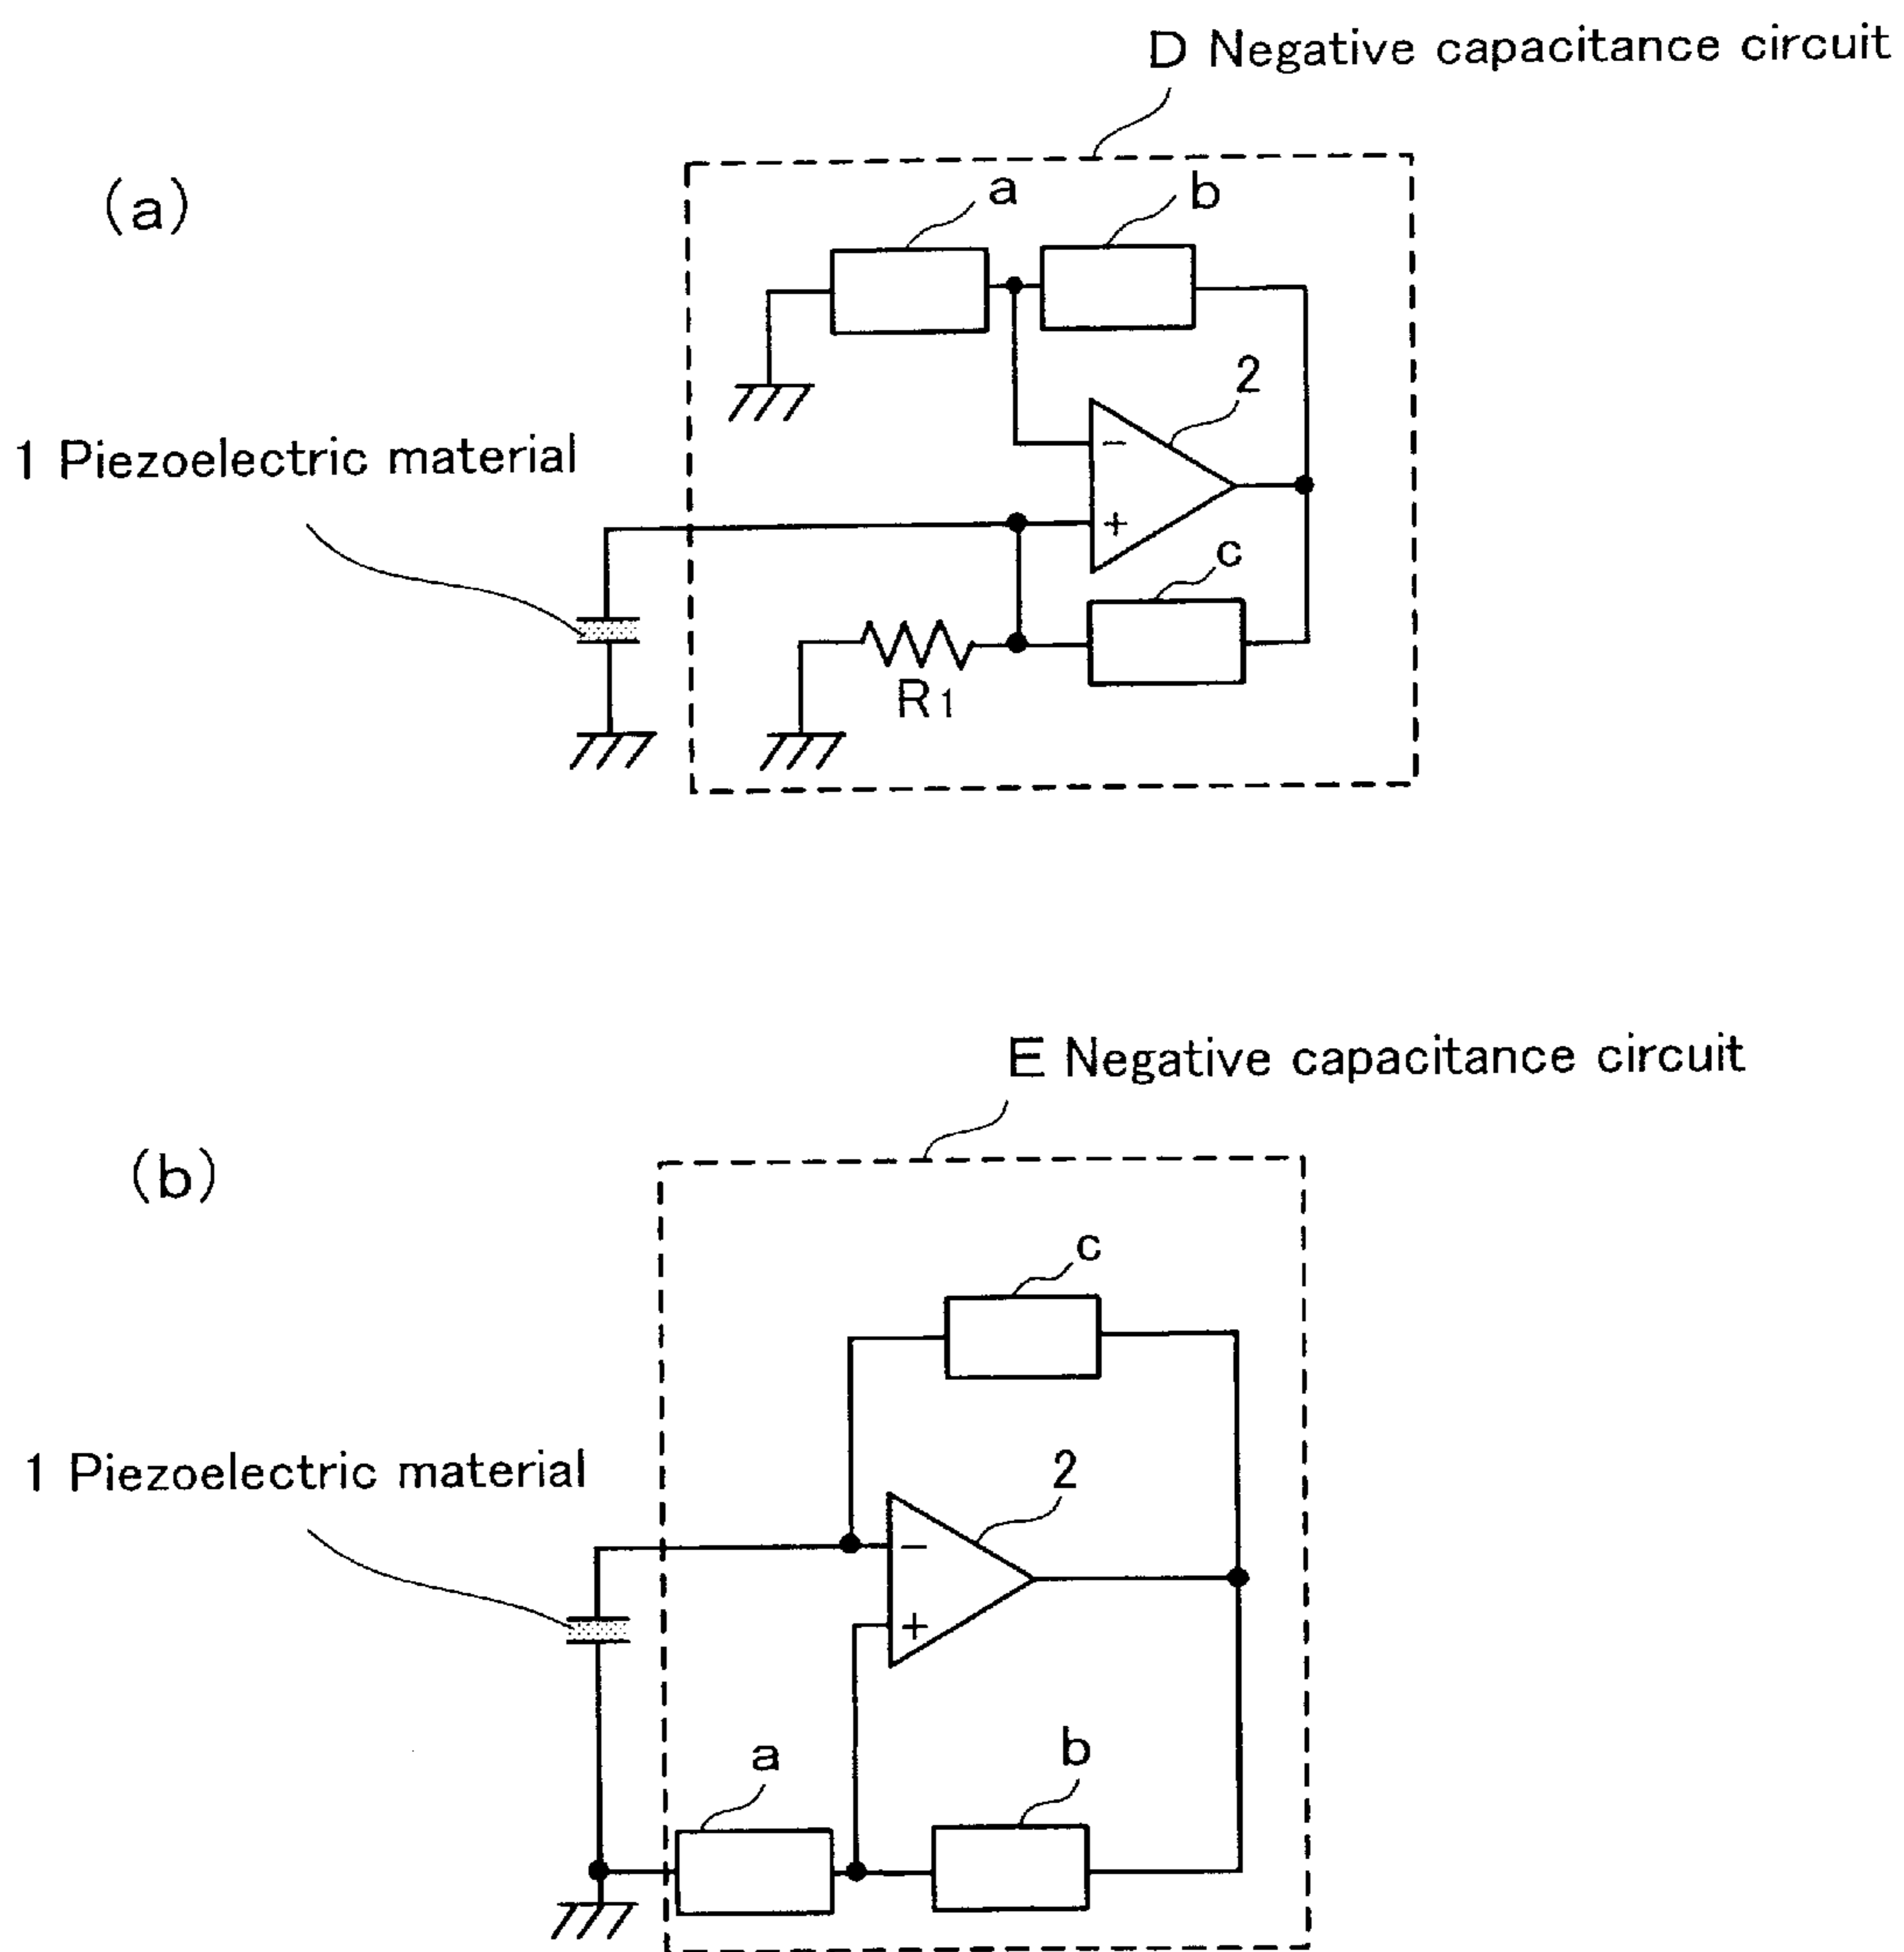 D Negative capacitance circuit
(a)
a
b
2
1 Piezoelectric material
−
+
c
R1
E Negative capacitance circuit
(b)
c
1 Piezoelectric material
2
−
+
a
b